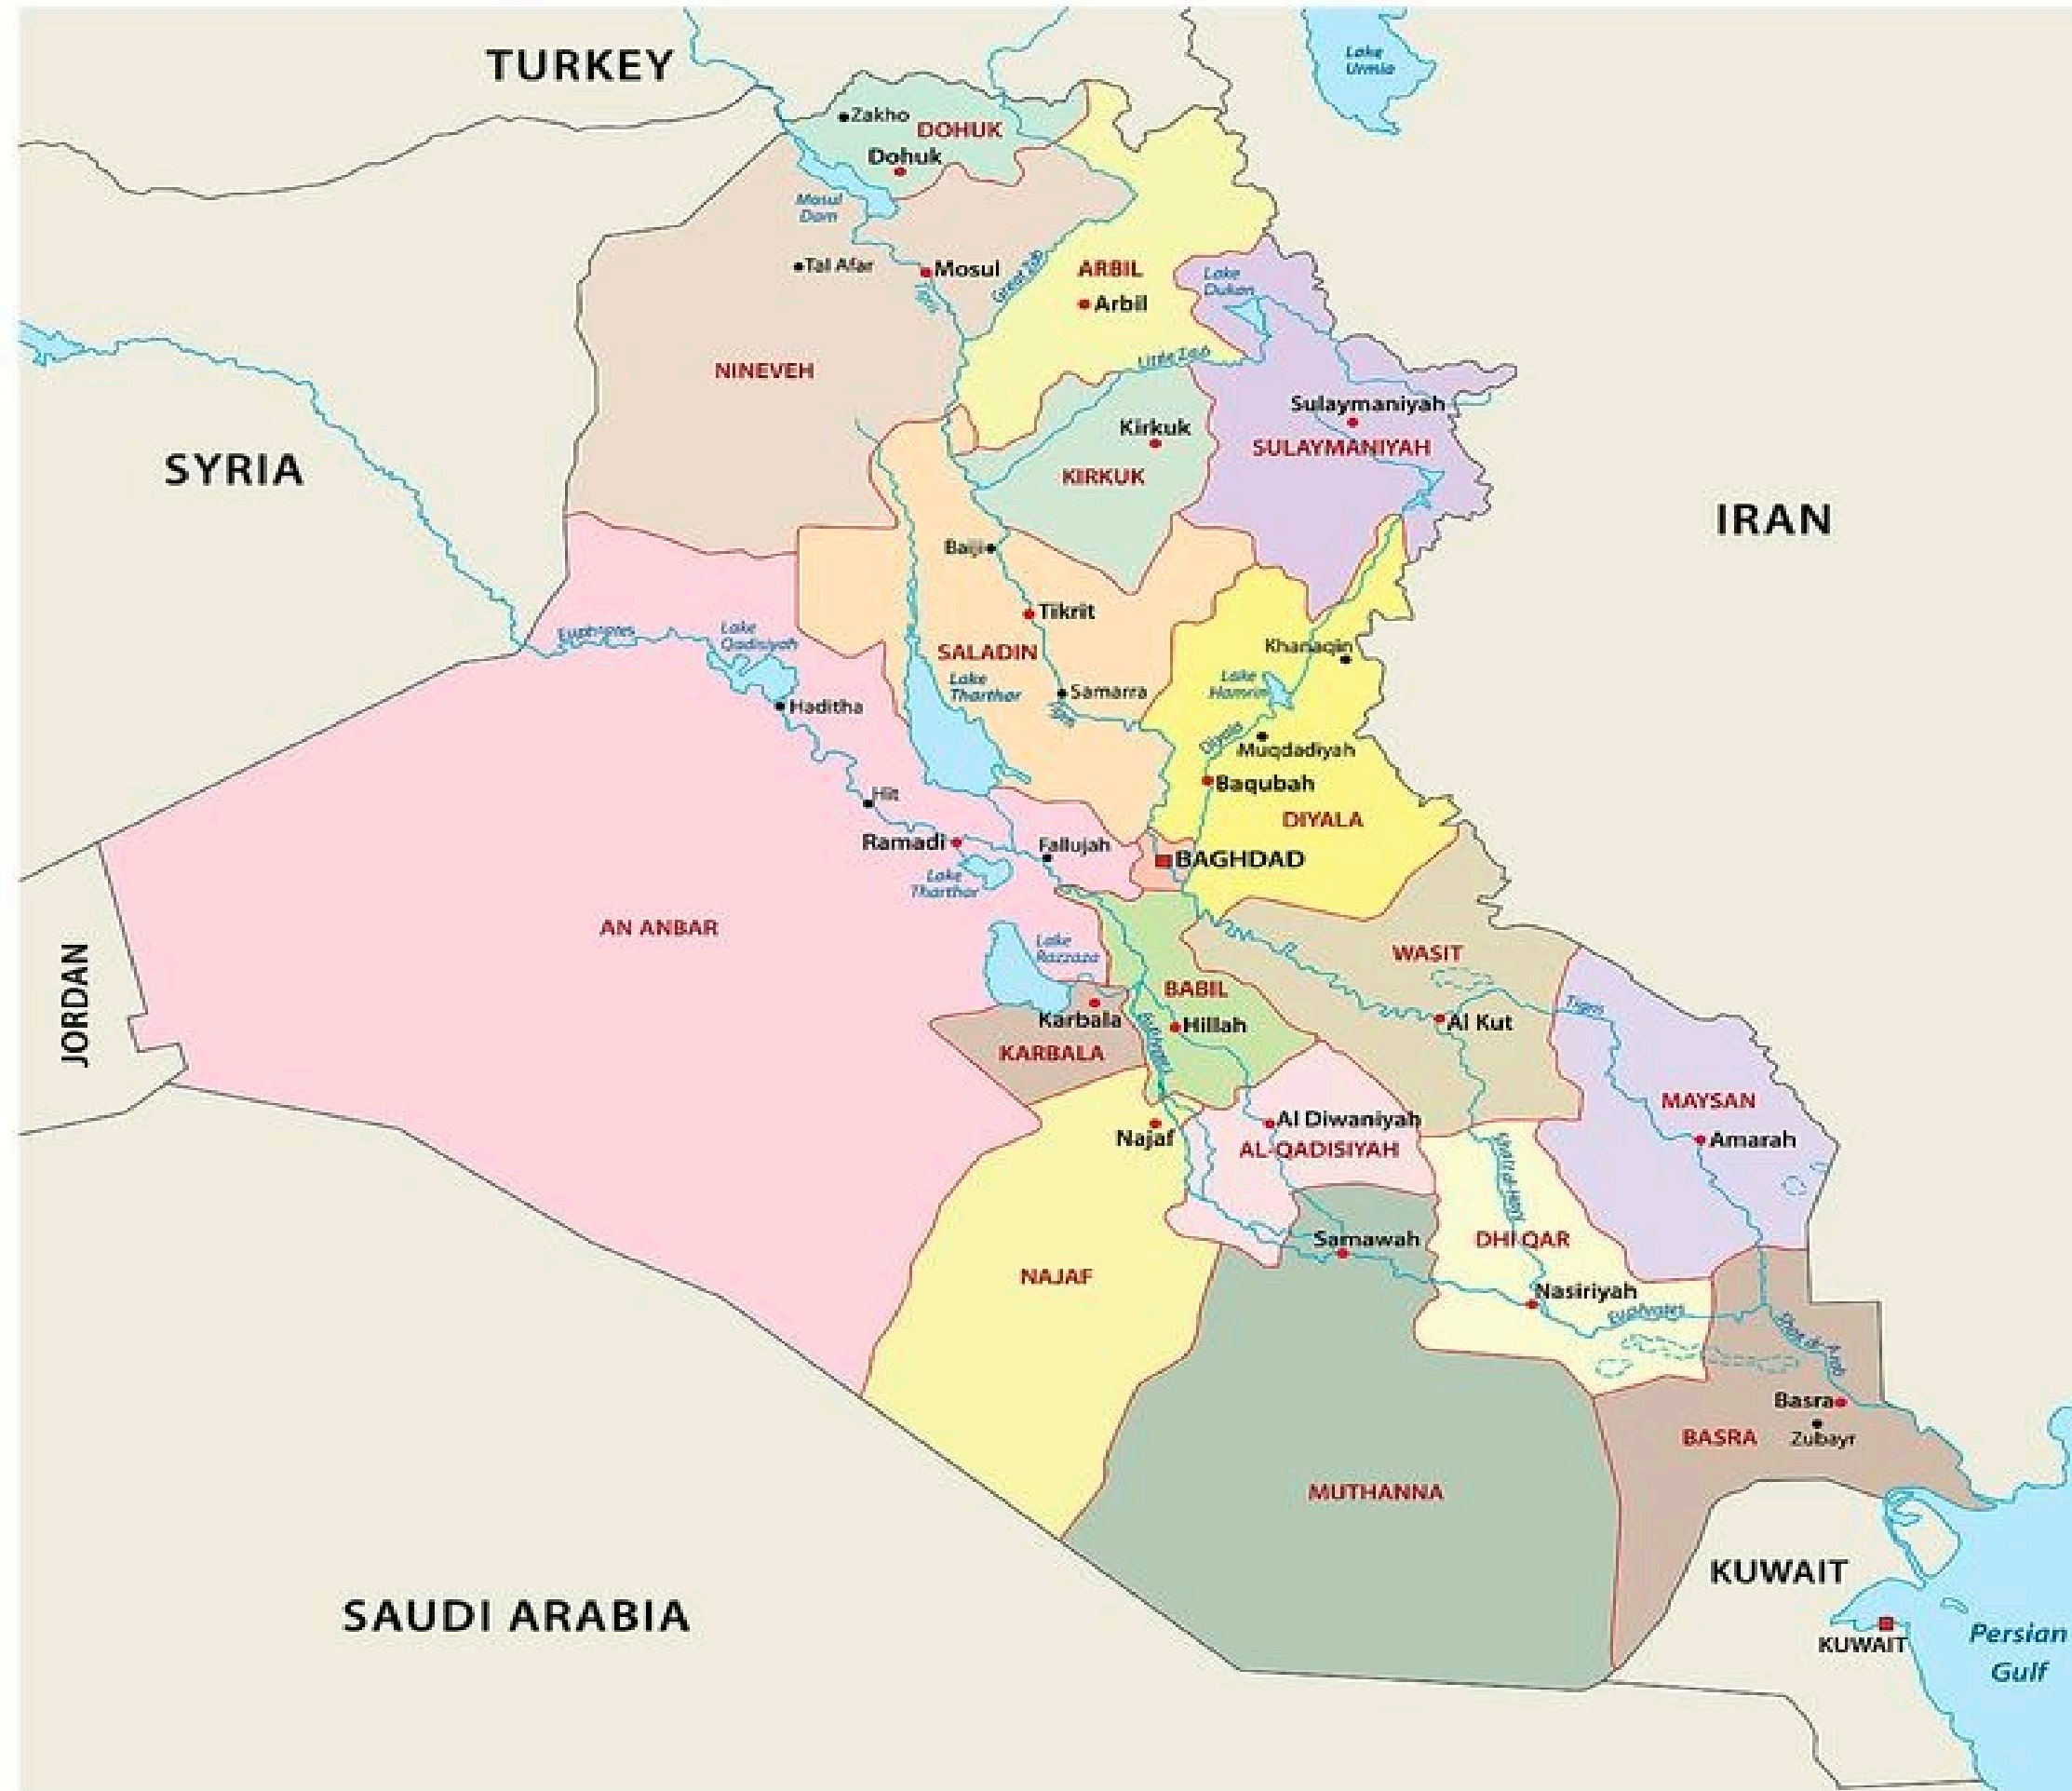 TURKEY
Lake
Urmia
Zakho
DOHUK
Dohuk
Mosul
Dam
Tal Afar
Mosul
Tigris
Great Zab
ARBIL
Arbil
Lake
Dukan
NINEVEH
Little Zab
Sulaymaniyah
SULAYMANIYAH
Kirkuk
KIRKUK
SYRIA
IRAN
Baiji
Tikrit
Euphrates
Lake
Qadisiyah
SALADIN
Khanaqin
Lake
Tharthar
Samarra
Lake
Hamrin
Haditha
Diyala
Muqdadiyah
Baqubah
Hit
DIYALA
Ramadi
Fallujah
BAGHDAD
Lake
Tharthar
AN ANBAR
Lake
Razzaza
WASIT
JORDAN
BABIL
Karbala
Hillah
Euphrates
Al Kut
Tigris
KARBALA
MAYSAN
Najaf
Al Diwaniyah
AL-QADISIYAH
Amarah
Samawah
DHI QAR
NAJAF
Nasiriyah
Euphrates
Basra
BASRA
Zubayr
MUTHANNA
KUWAIT
SAUDI ARABIA
KUWAIT
Persian
Gulf